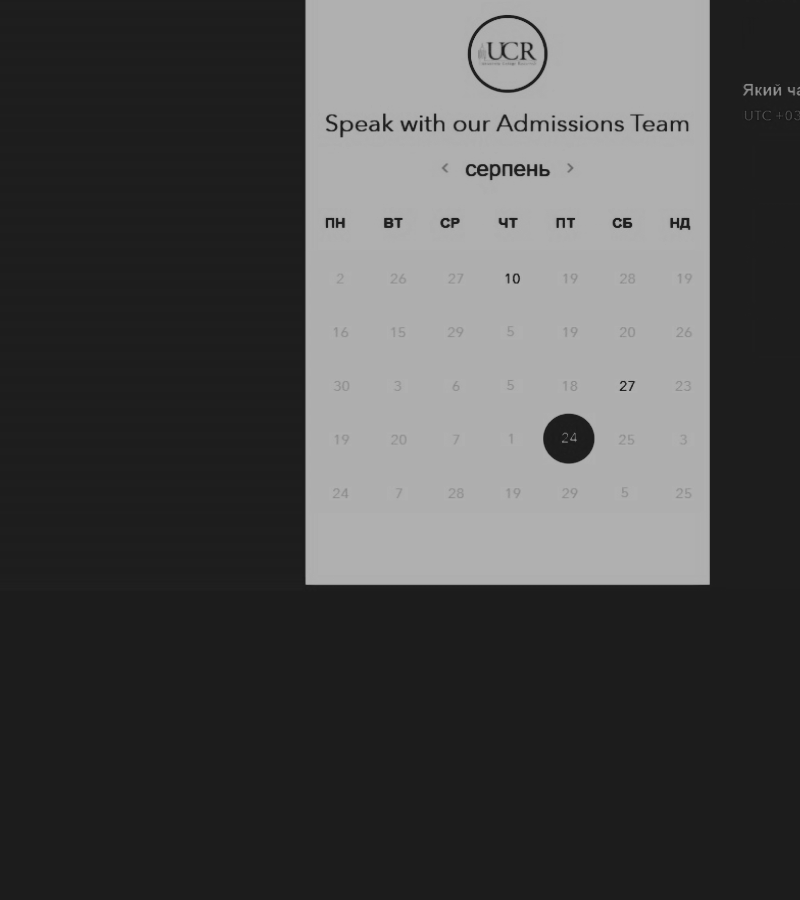 UCR
Speak with our Admissions Team
< серпень >
ПН ВТ СР ЧТ ПТ СБ НД
2 26 27 10 19 28 19
16 15 29 5 19 20 26
30 3 6 5 18 27 23
19 20 7 1 24 25 3
24 7 28 19 29 5 25
Який ча
UTC +03